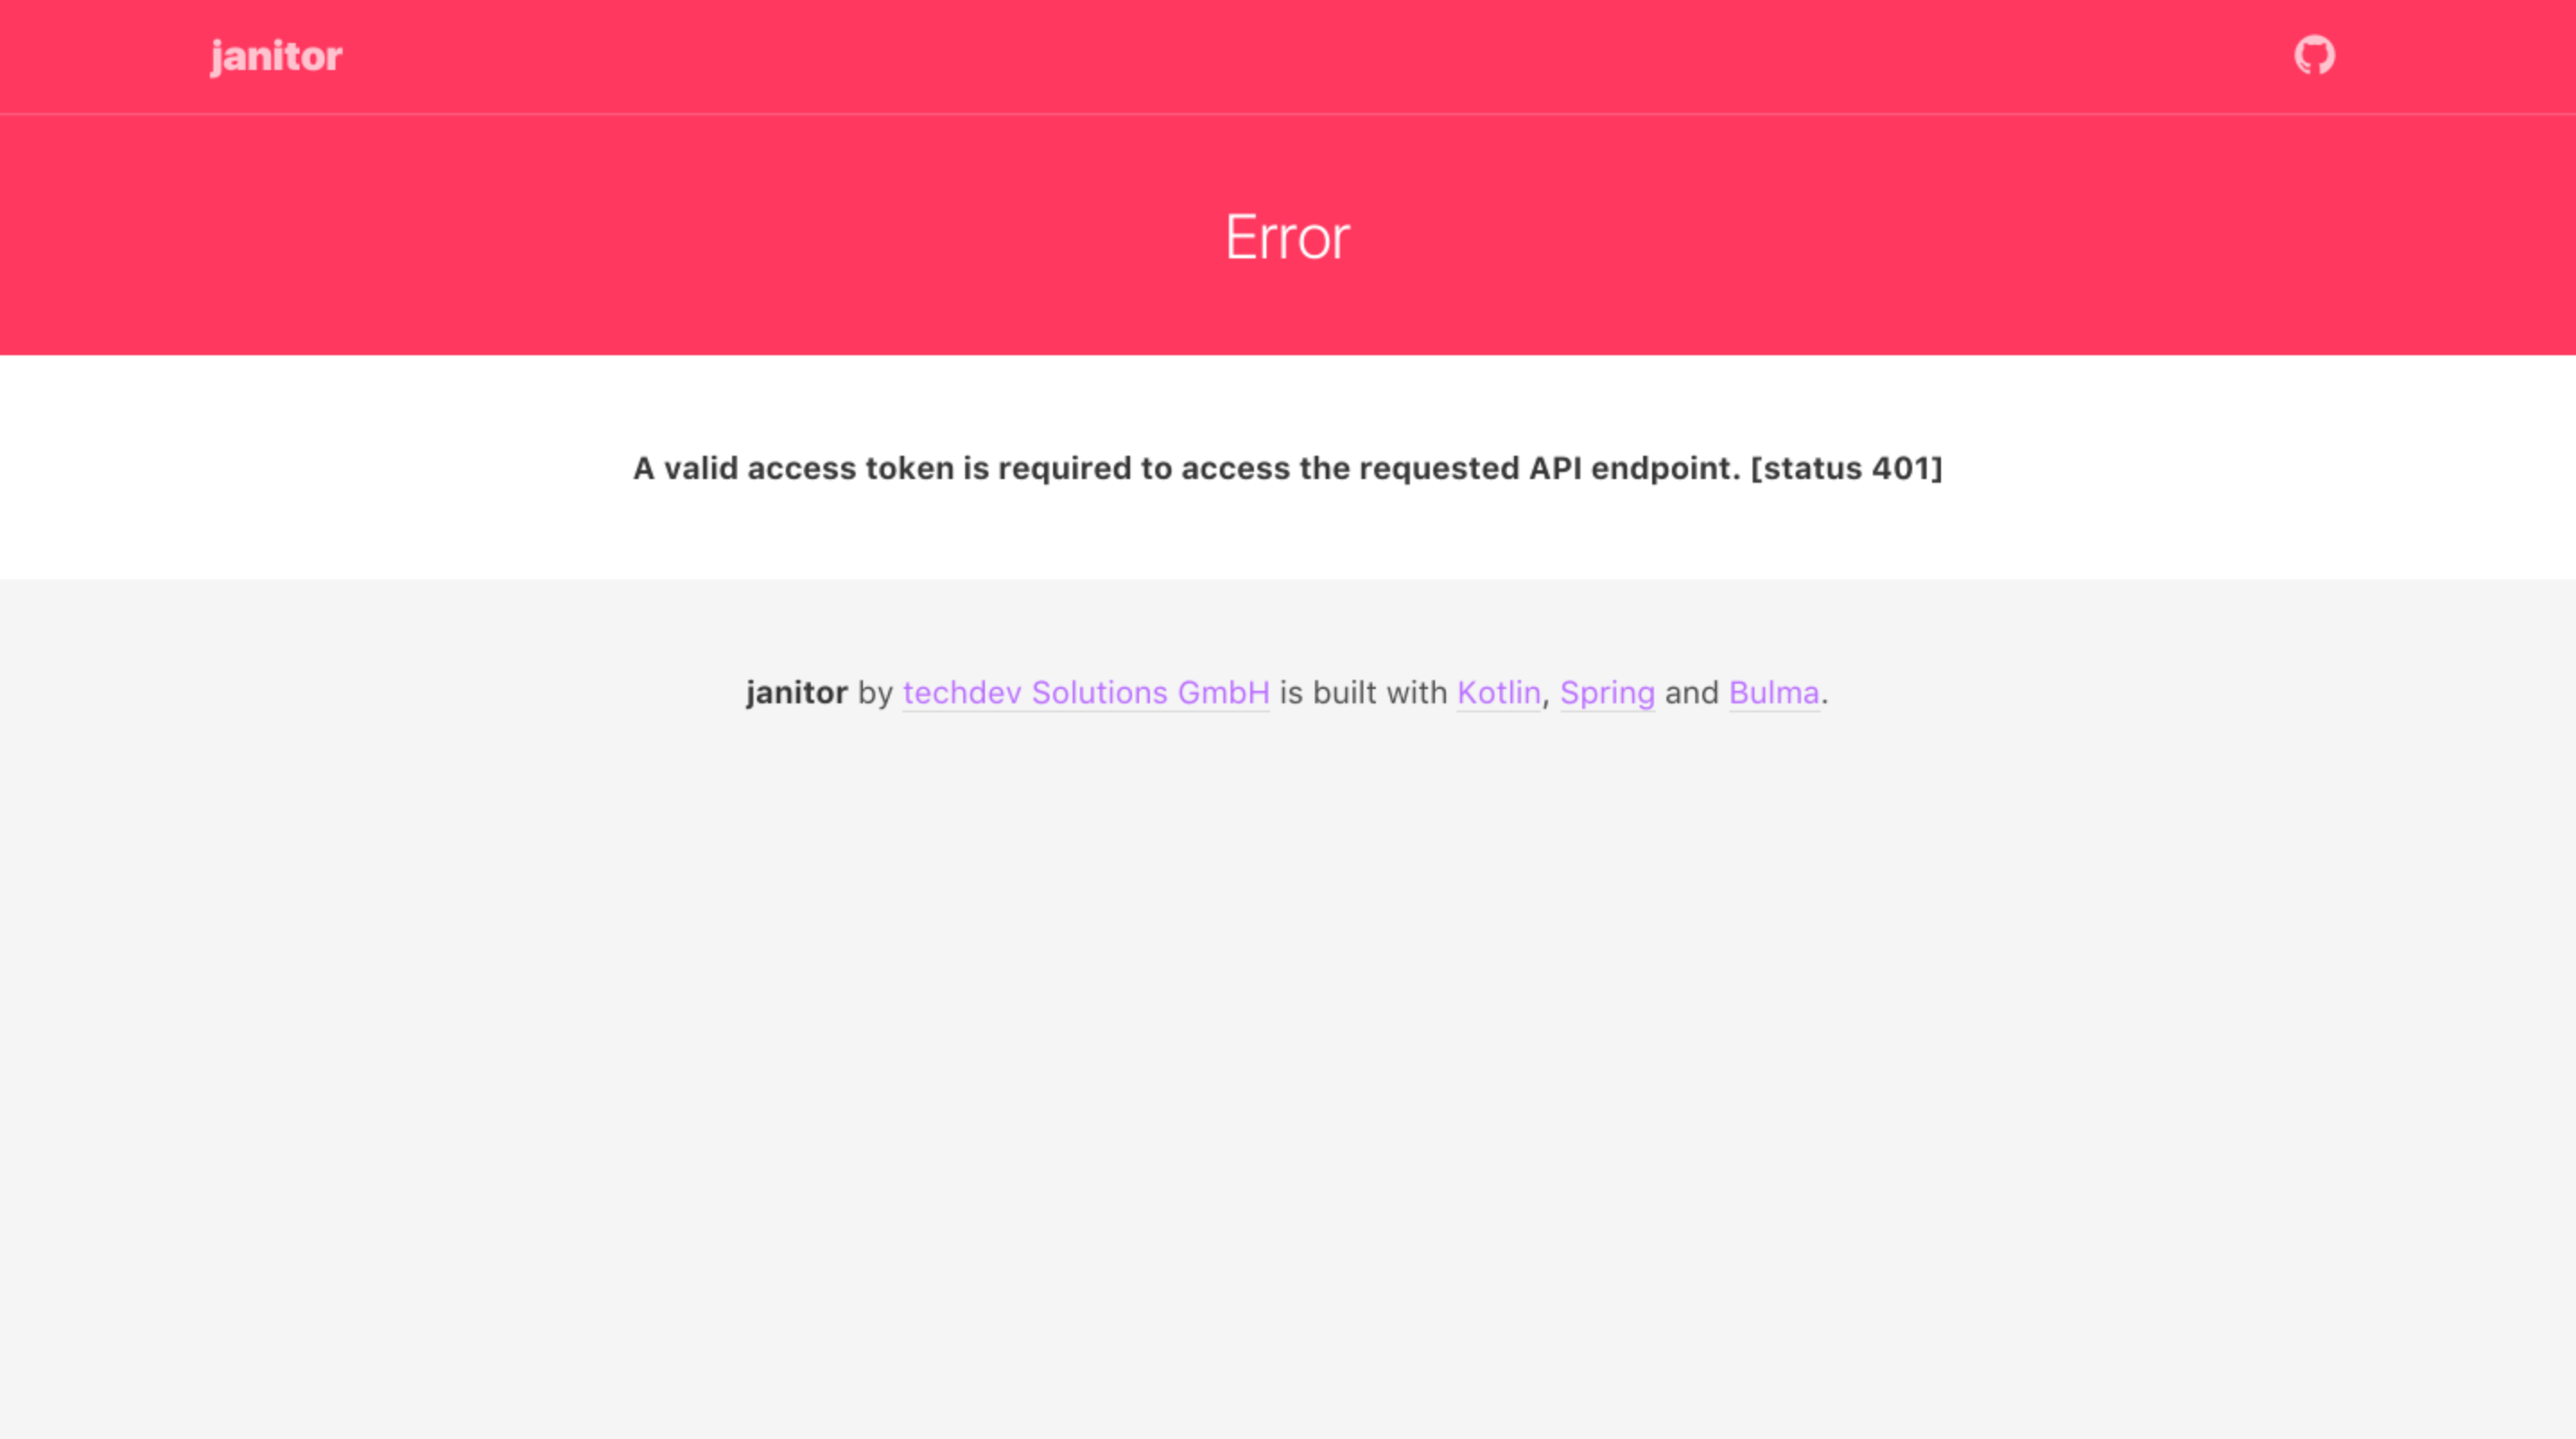 janitor
Error
A valid access token is required to access the requested API endpoint. [status 401]
janitor by techdev Solutions GmbH is built with Kotlin, Spring and Bulma.